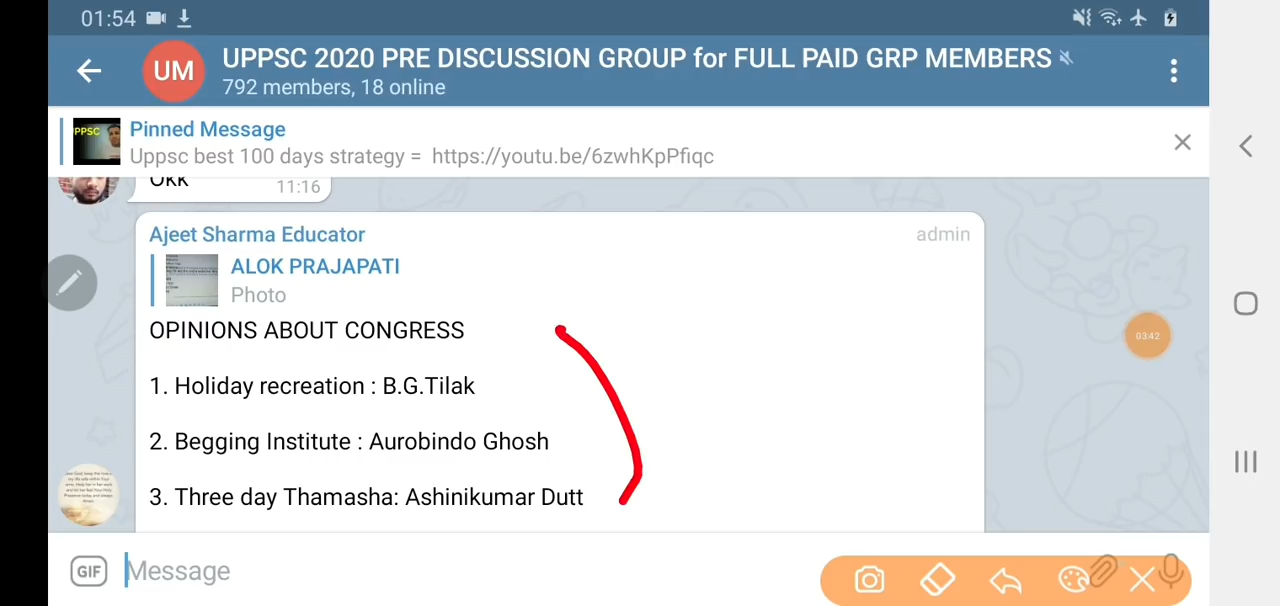 01:54
UM
UPPSC 2020 PRE DISCUSSION GROUP for FULL PAID GRP MEMBERS
792 members, 18 online
PPSC
Pinned Message
Uppsc best 100 days strategy = https://youtu.be/6zwhKpPfiqc
OKK
11:16
Ajeet Sharma Educator
admin
ALOK PRAJAPATI
Photo
OPINIONS ABOUT CONGRESS
03:42
1. Holiday recreation : B.G.Tilak
2. Begging Institute : Aurobindo Ghosh
3. Three day Thamasha: Ashinikumar Dutt
GIF
Message